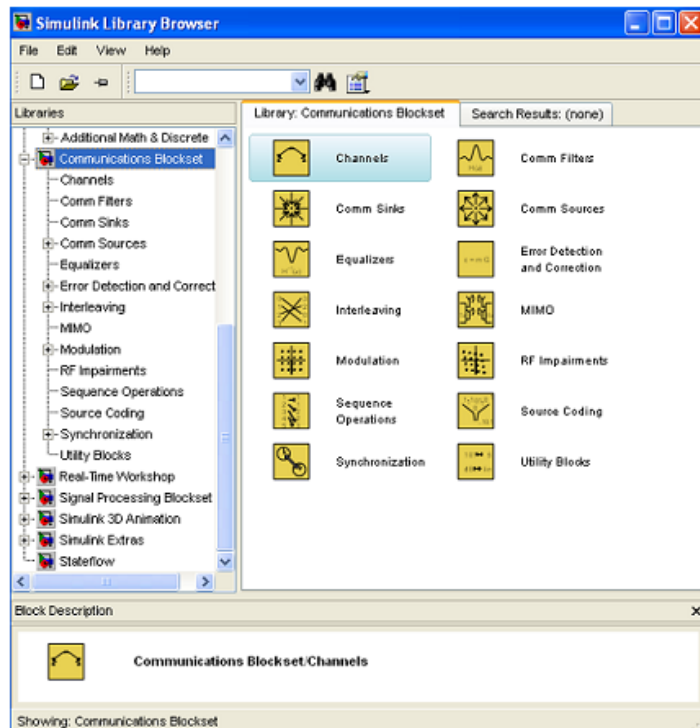 Simulink Library Browser
File Edit View Help
Libraries
Library: Communications Blockset
Search Results: (none)
Additional Math & Discrete
Communications Blockset
Channels
Comm Filters
Comm Sinks
Comm Sources
Equalizers
Error Detection and Correct
Interleaving
MIMO
Modulation
RF Impairments
Sequence Operations
Source Coding
Synchronization
Utility Blocks
Real-Time Workshop
Signal Processing Blockset
Simulink 3D Animation
Simulink Extras
Stateflow
Channels
Comm Filters
Comm Sinks
Comm Sources
Equalizers
Error Detection
and Correction
Interleaving
MIMO
Modulation
RF Impairments
Sequence
Operations
Source Coding
Synchronization
Utility Blocks
Block Description
Communications Blockset/Channels
Showing: Communications Blockset